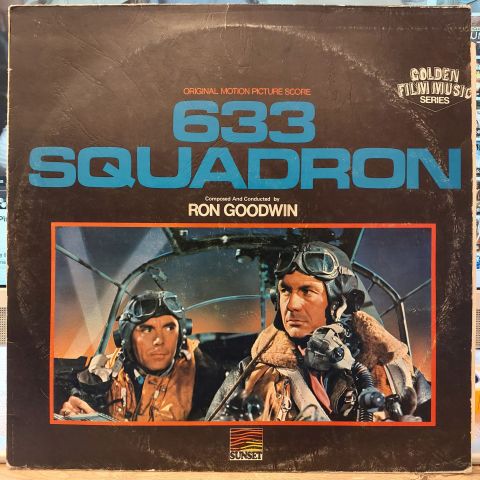 ORIGINAL MOTION PICTURE SCORE
GOLDEN
FILM MUSIC
SERIES
633
SQUADRON
Composed And Conducted by
RON GOODWIN
SUNSET